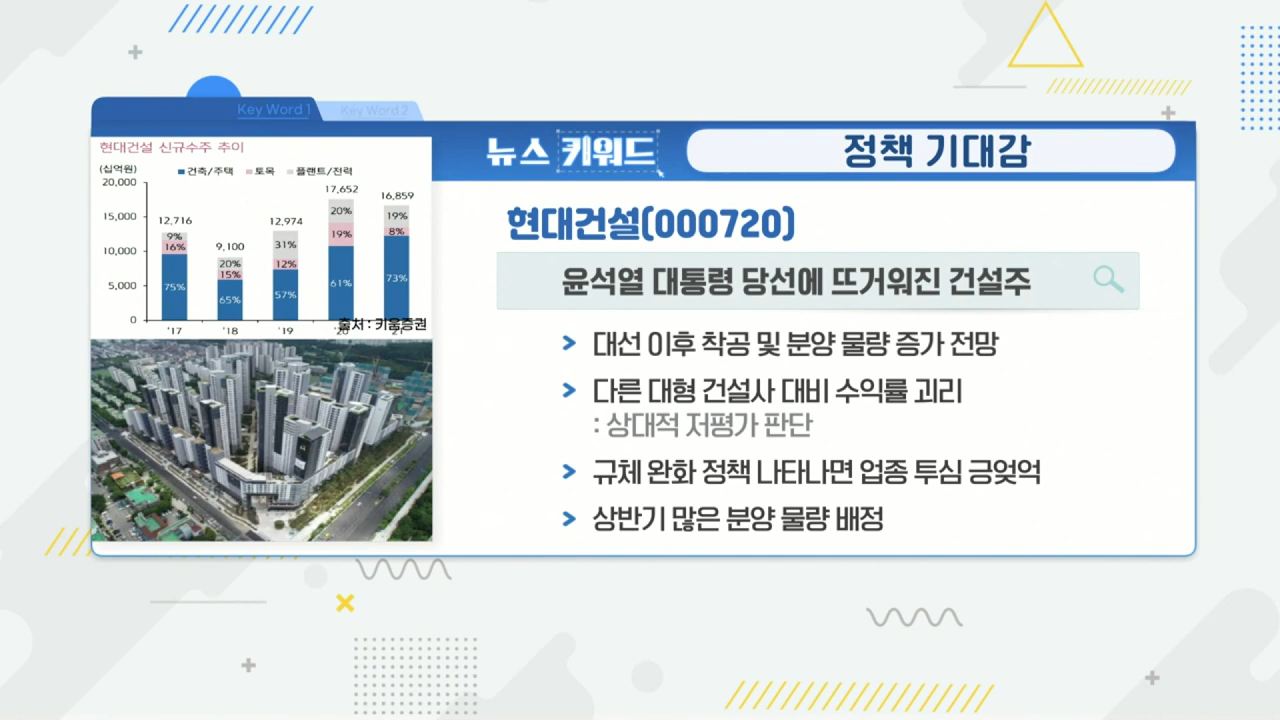 Key Word 1
Key Word 2
현대건설 신규수주 추이
(십억원)
건축/주택 토목 플랜트/전력
20,000
15,000
10,000
5,000
0
12,716
9%
16%
75%
9,100
20%
15%
65%
12,974
31%
12%
57%
17,652
20%
19%
61%
16,859
19%
8%
73%
'17 '18 '19 '20 '21
출처 : 키움증권
뉴스 키워드
정책 기대감
현대건설(000720)
윤석열 대통령 당선에 뜨거워진 건설주
대선 이후 착공 및 분양 물량 증가 전망
다른 대형 건설사 대비 수익률 괴리
: 상대적 저평가 판단
규체 완화 정책 나타나면 업종 투심 긍엊억
상반기 많은 분양 물량 배정